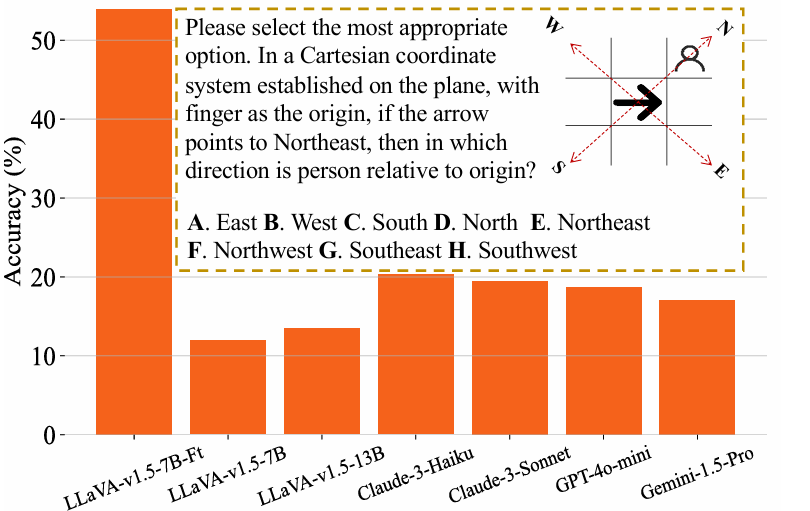 Please select the most appropriate
option. In a Cartesian coordinate
system established on the plane, with
finger as the origin, if the arrow
points to Northeast, then in which
direction is person relative to origin?
A. East B. West C. South D. North E. Northeast
F. Northwest G. Southeast H. Southwest
W
N
S
E
Accuracy (%)
50
40
30
20
10
0
LLaVA-v1.5-7B-Ft
LLaVA-v1.5-7B
LLaVA-v1.5-13B
Claude-3-Haiku
Claude-3-Sonnet
GPT-4o-mini
Gemini-1.5-Pro